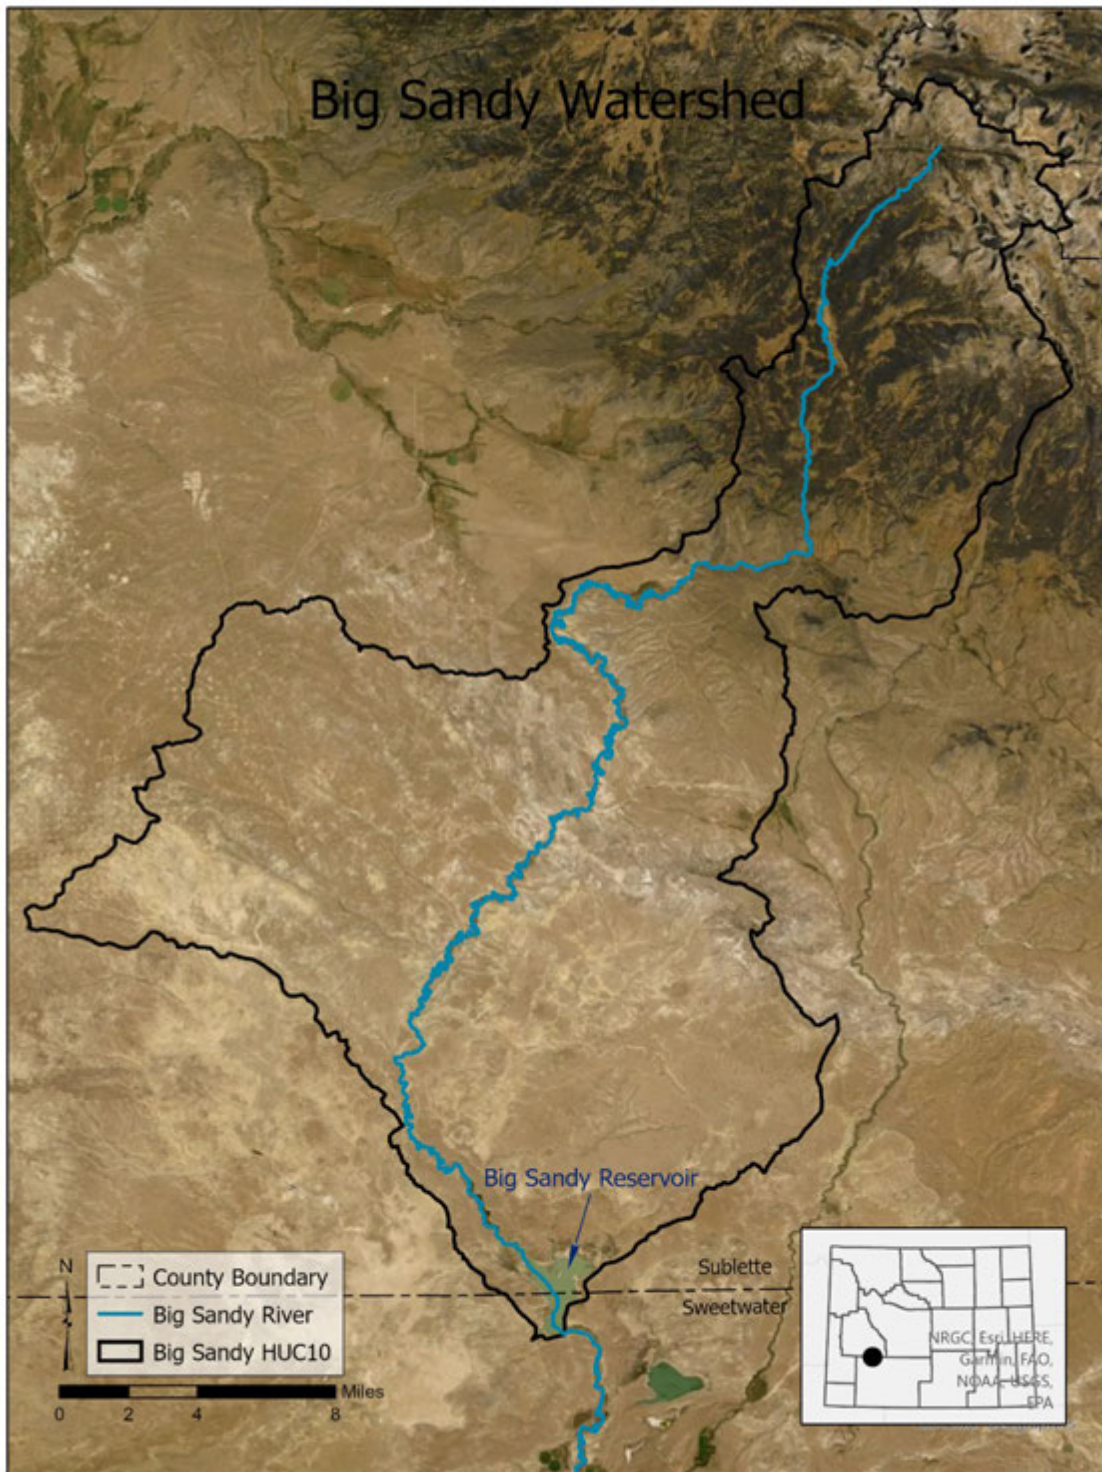 Big Sandy Watershed
Big Sandy Reservoir
Sublette
Sweetwater
N
County Boundary
Big Sandy River
Big Sandy HUC10
Miles
0 2 4 8
NRGC, Esri, HERE,
Garmin, FAO,
NOAA, USGS,
EPA